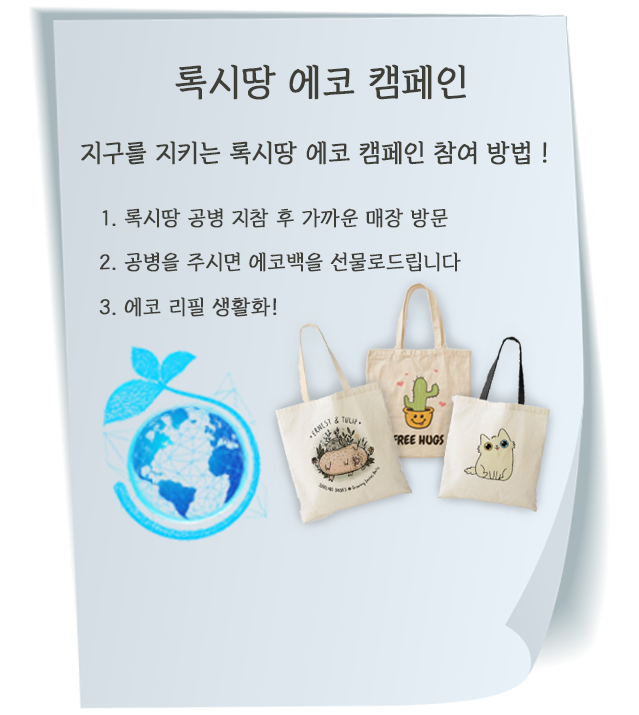 록시땅 에코 캠페인
지구를 지키는 록시땅 에코 캠페인 참여 방법 !
1. 록시땅 공병 지참 후 가까운 매장 방문
2. 공병을 주시면 에코백을 선물로드립니다
3. 에코 리필 생활화!
ERNEST & TULIP
FREE HUGS